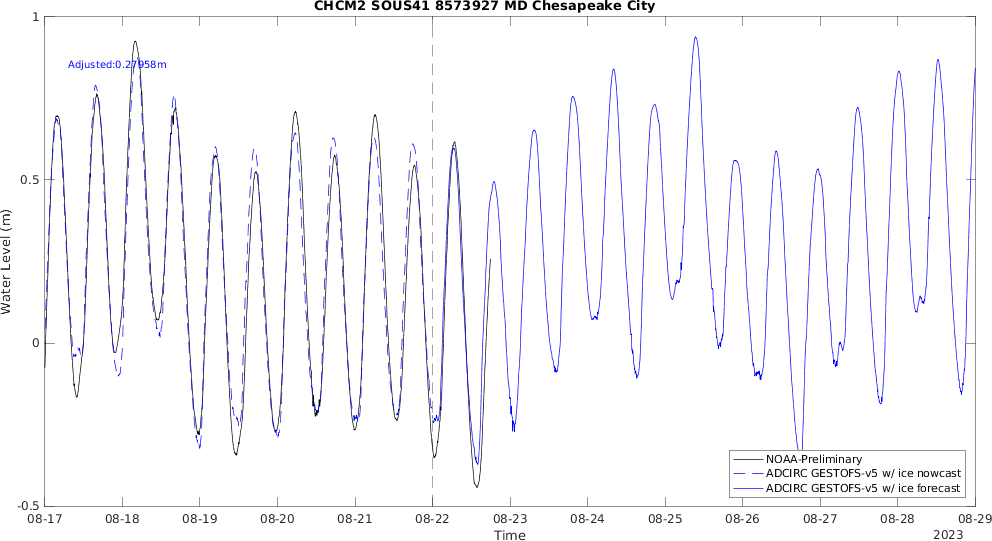 CHCM2 SOUS41 8573927 MD Chesapeake City
1
Adjusted:0.27958m
0.5
Water Level (m)
0
NOAA-Preliminary
ADCIRC GESTOFS-v5 w/ ice nowcast
ADCIRC GESTOFS-v5 w/ ice forecast
-0.5
08-17 08-18 08-19 08-20 08-21 08-22 08-23 08-24 08-25 08-26 08-27 08-28 08-29
Time
2023